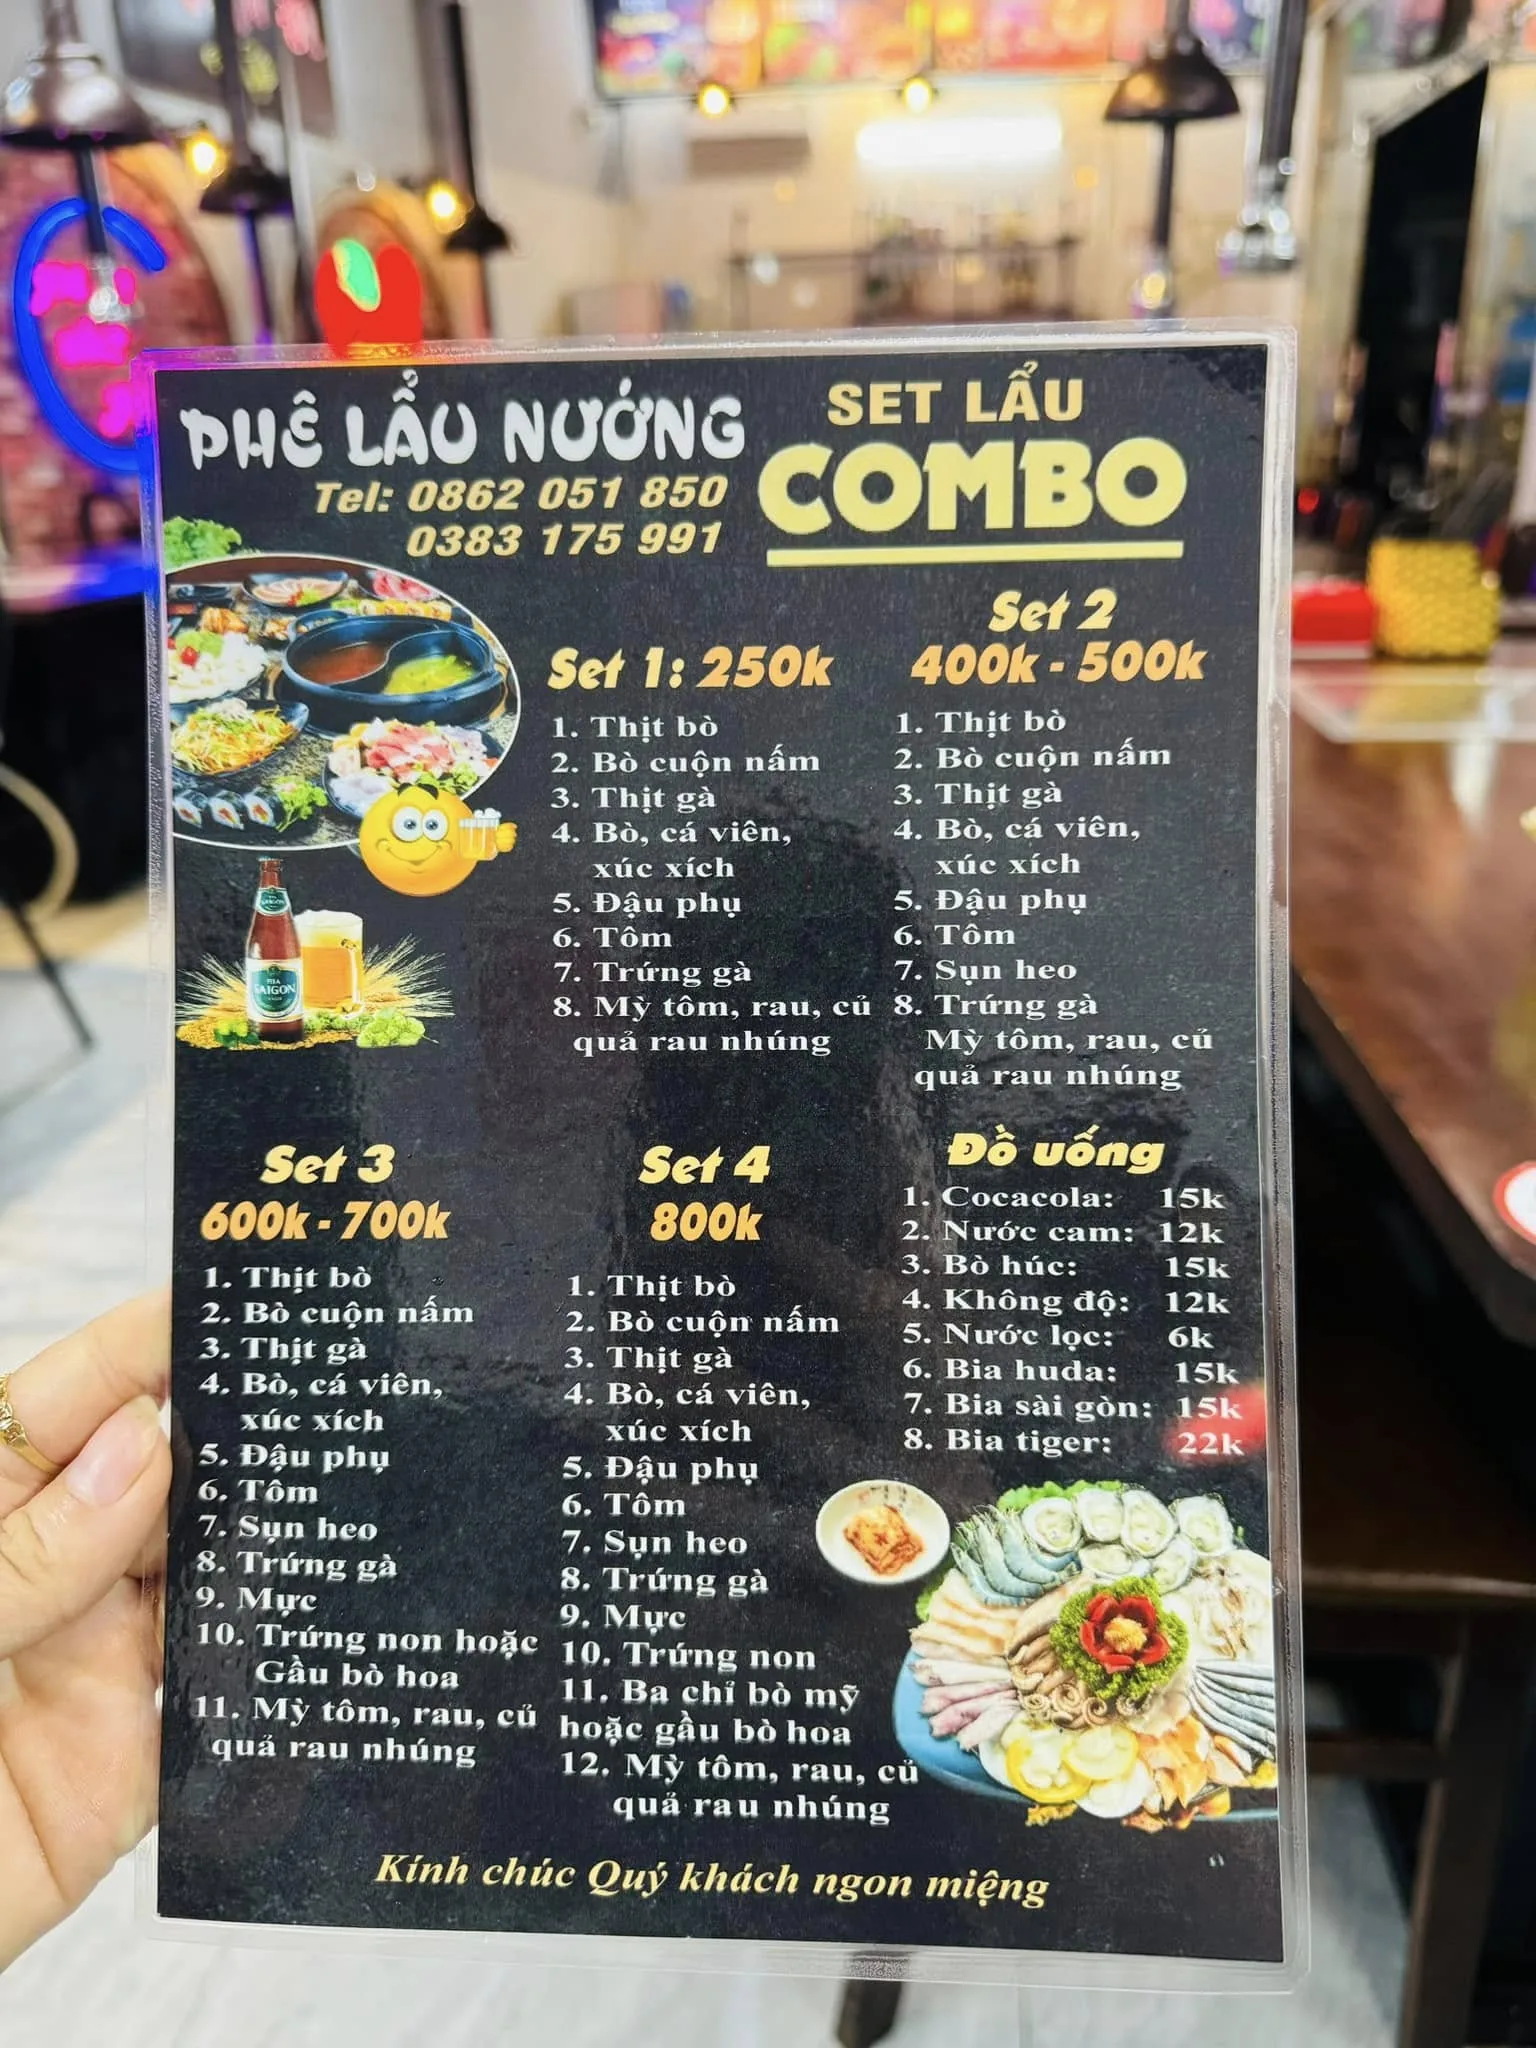 PHÊ LẨU NƯỚNG
Tel: 0862 051 850
0383 175 991
SET LẨU
COMBO
Set 1: 250k
1. Thịt bò
2. Bò cuộn nấm
3. Thịt gà
4. Bò, cá viên,
xúc xích
5. Đậu phụ
6. Tôm
7. Trứng gà
8. Mỳ tôm, rau, củ
quả rau nhúng
Set 2
400k - 500k
1. Thịt bò
2. Bò cuộn nấm
3. Thịt gà
4. Bò, cá viên,
xúc xích
5. Đậu phụ
6. Tôm
7. Sụn heo
8. Trứng gà
Mỳ tôm, rau, củ
quả rau nhúng
SAIGON
Set 3
600k - 700k
1. Thịt bò
2. Bò cuộn nấm
3. Thịt gà
4. Bò, cá viên,
xúc xích
5. Đậu phụ
6. Tôm
7. Sụn heo
8. Trứng gà
9. Mực
10. Trứng non hoặc
Gầu bò hoa
11. Mỳ tôm, rau, củ
quả rau nhúng
Set 4
800k
1. Thịt bò
2. Bò cuộn nấm
3. Thịt gà
4. Bò, cá viên,
xúc xích
5. Đậu phụ
6. Tôm
7. Sụn heo
8. Trứng gà
9. Mực
10. Trứng non
11. Ba chỉ bò mỹ
hoặc gầu bò hoa
12. Mỳ tôm, rau, củ
quả rau nhúng
Đồ uống
1. Cocacola: 15k
2. Nước cam: 12k
3. Bò húc: 15k
4. Không độ: 12k
5. Nước lọc: 6k
6. Bia huda: 15k
7. Bia sài gòn: 15k
8. Bia tiger: 22k
Kính chúc Quý khách ngon miệng